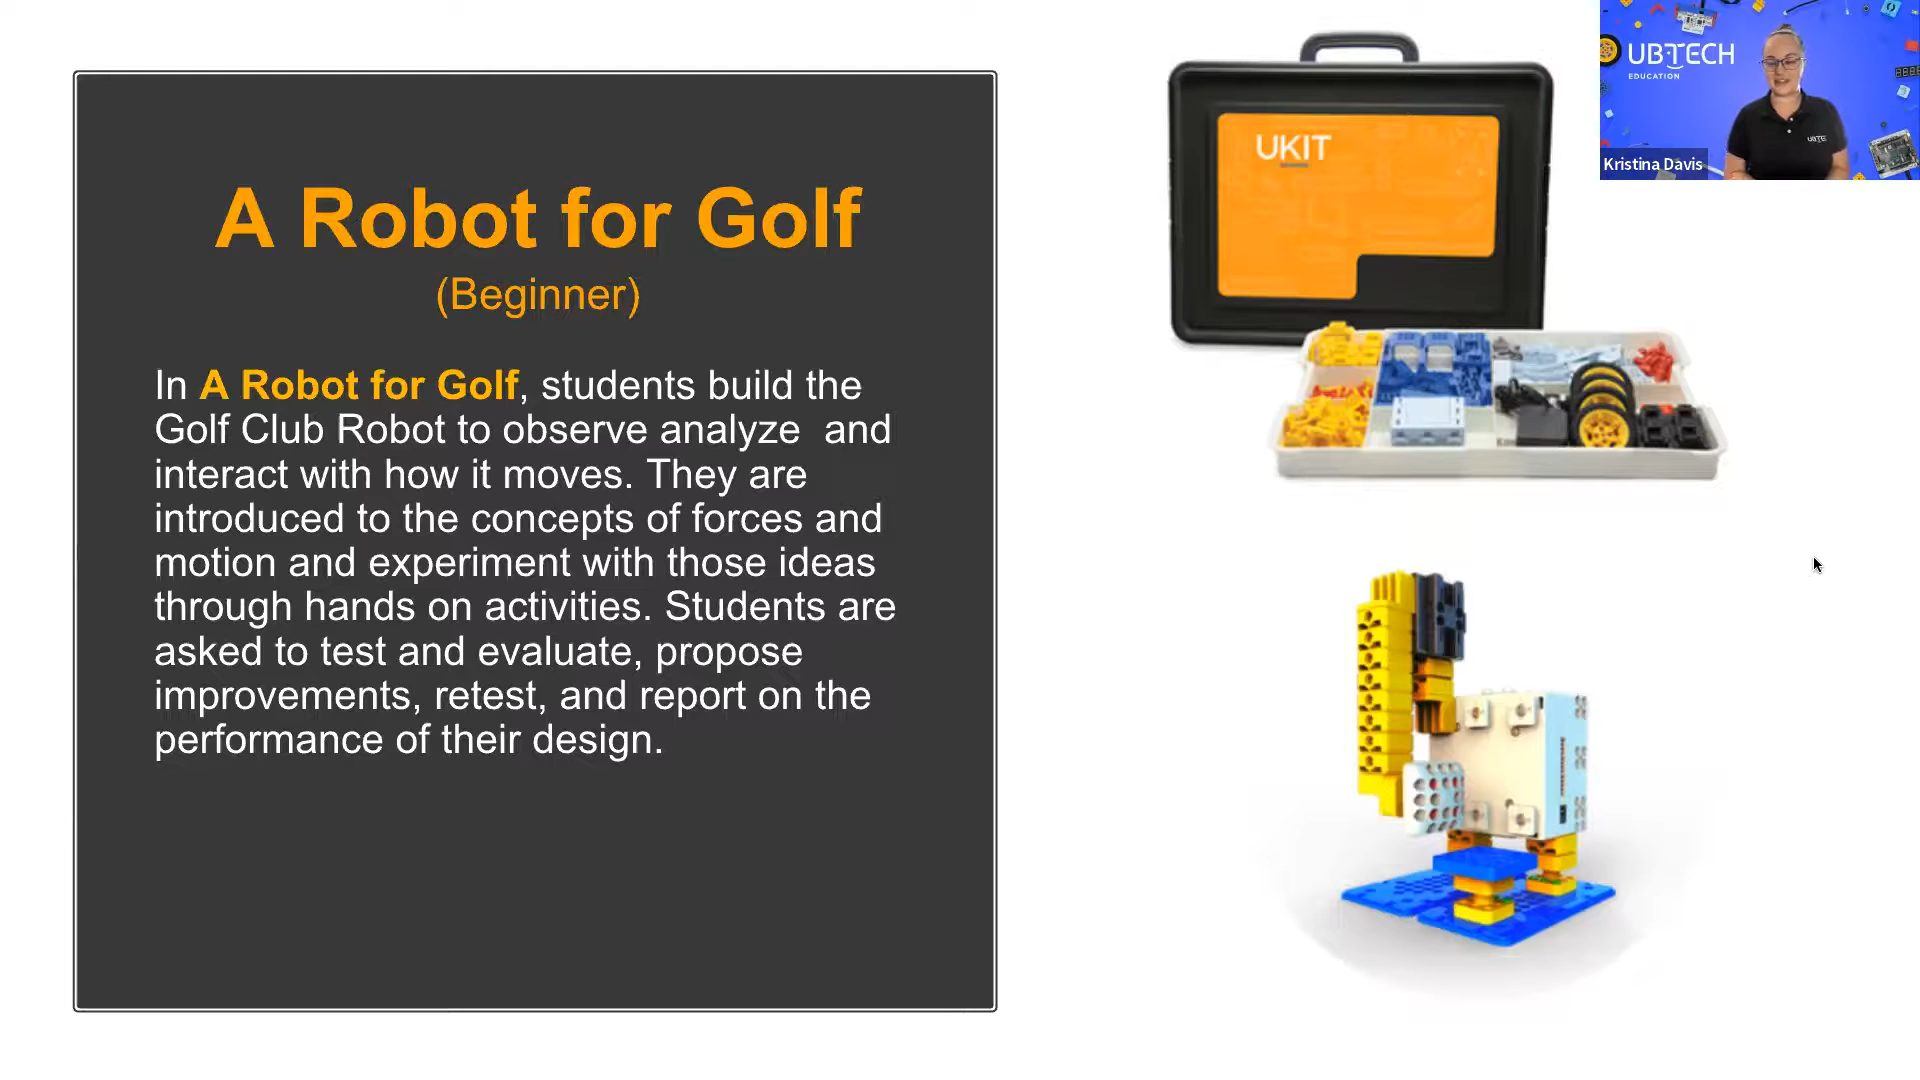 A Robot for Golf
(Beginner)
In A Robot for Golf, students build the
Golf Club Robot to observe analyze  and
interact with how it moves. They are
introduced to the concepts of forces and
motion and experiment with those ideas
through hands on activities. Students are
asked to test and evaluate, propose
improvements, retest, and report on the
performance of their design.
UKIT
UBTECH
EDUCATION
Kristina Davis